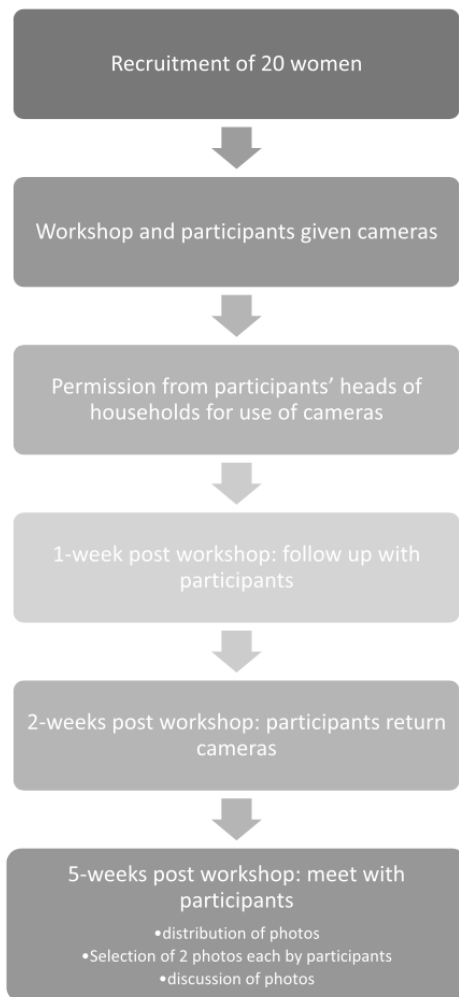 Recruitment of 20 women
Workshop and participants given cameras
Permission from participants’ heads of
households for use of cameras
1-week post workshop: follow up with
participants
2-weeks post workshop: participants return
cameras
5-weeks post workshop: meet with
participants
•distribution of photos
•Selection of 2 photos each by participants
•discussion of photos